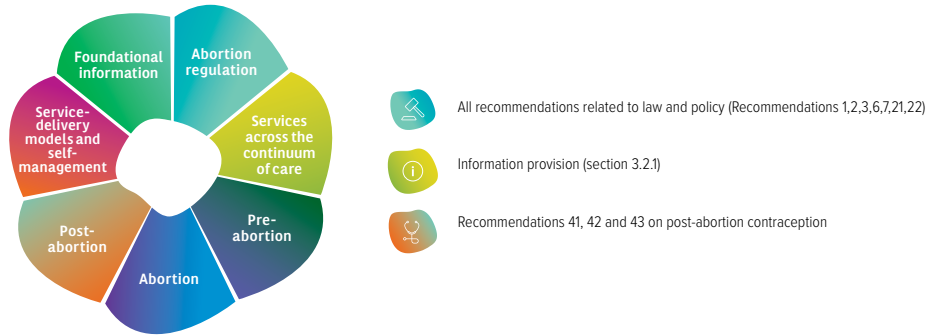 Foundational
information
Abortion
regulation
Services
across the
continuum
of care
Pre-
abortion
Abortion
Post-
abortion
Service-
delivery
models and
self-
management
All recommendations related to law and policy (Recommendations 1,2,3,6,7,21,22)
Information provision (section 3.2.1)
Recommendations 41, 42 and 43 on post-abortion contraception